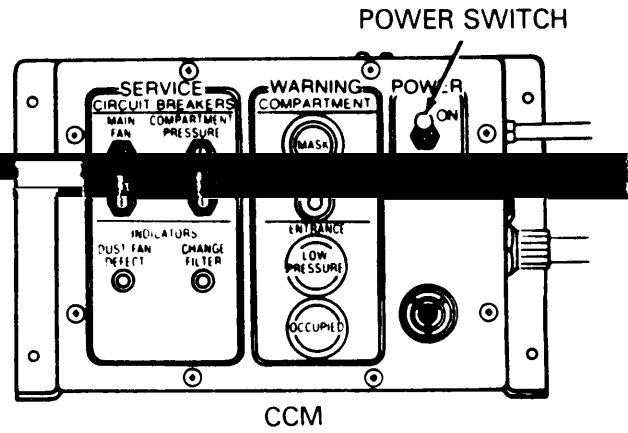 POWER SWITCH
SERVICE
CIRCUIT BREAKERS
MAIN
FAN
COMPARTMENT
PRESSURE
WARNING
COMPARTMENT
MASK
POWER
ON
INDICATORS
DUST FAN
DEFECT
CHANGE
FILTER
ENTRANCE
LOW
PRESSURE
OCCUPIED
CCM